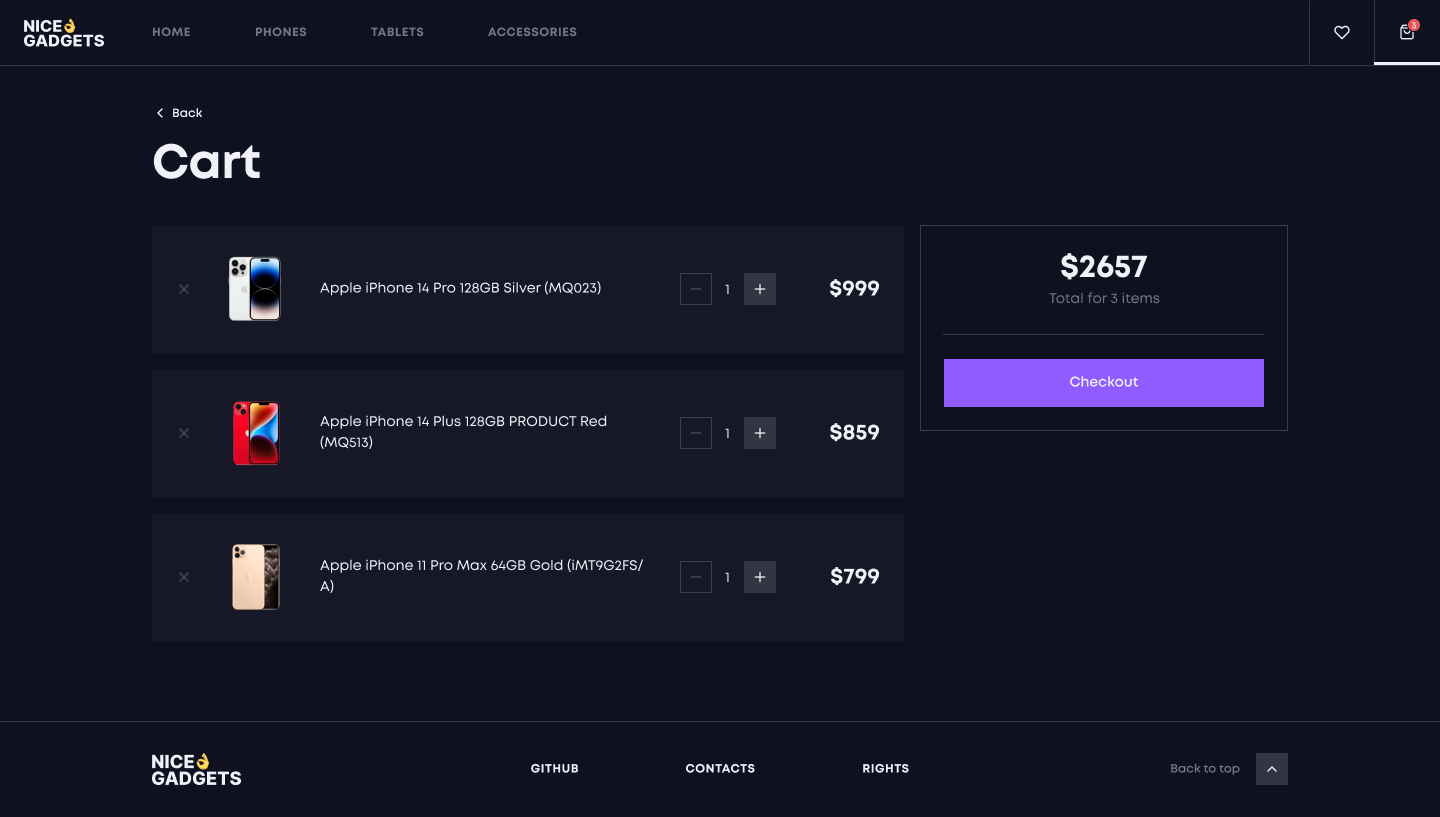 NICE👌
GADGETS
HOME
PHONES
TABLETS
ACCESSORIES
3
Back
Cart
Apple iPhone 14 Pro 128GB Silver (MQ023)
1
$999
Apple iPhone 14 Plus 128GB PRODUCT Red
(MQ513)
1
$859
Apple iPhone 11 Pro Max 64GB Gold (iMT9G2FS/
A)
1
$799
$2657
Total for 3 items
Checkout
NICE👌
GADGETS
GITHUB
CONTACTS
RIGHTS
Back to top